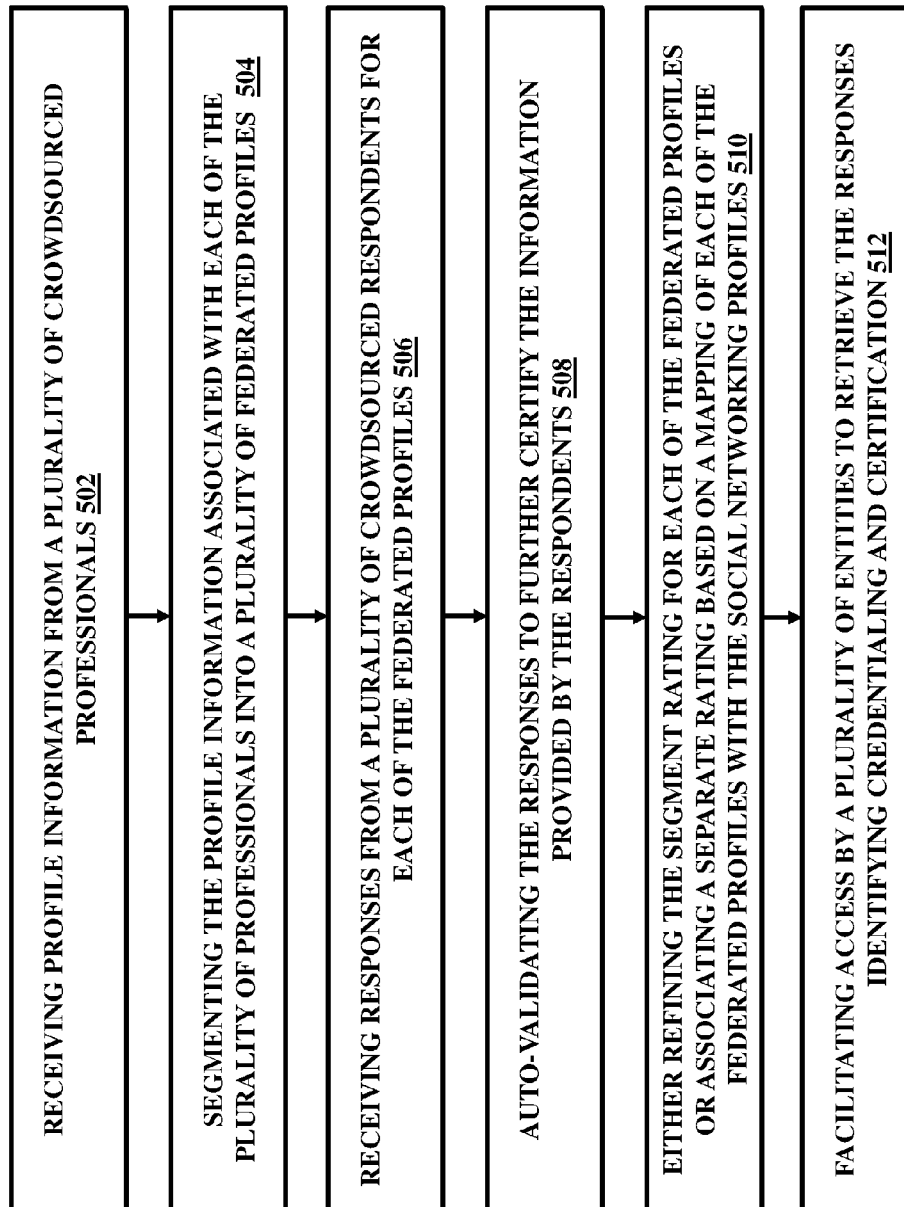 RECEIVING PROFILE INFORMATION FROM A PLURALITY OF CROWDSOURCED
PROFESSIONALS 502
SEGMENTING THE PROFILE INFORMATION ASSOCIATED WITH EACH OF THE
PLURALITY OF PROFESSIONALS INTO A PLURALITY OF FEDERATED PROFILES 504
RECEIVING RESPONSES FROM A PLURALITY OF CROWDSOURCED RESPONDENTS FOR
EACH OF THE FEDERATED PROFILES 506
AUTO-VALIDATING THE RESPONSES TO FURTHER CERTIFY THE INFORMATION
PROVIDED BY THE RESPONDENTS 508
EITHER REFINING THE SEGMENT RATING FOR EACH OF THE FEDERATED PROFILES
OR ASSOCIATING A SEPARATE RATING BASED ON A MAPPING OF EACH OF THE
FEDERATED PROFILES WITH THE SOCIAL NETWORKING PROFILES 510
FACILITATING ACCESS BY A PLURALITY OF ENTITIES TO RETRIEVE THE RESPONSES
IDENTIFYING CREDENTIALING AND CERTIFICATION 512